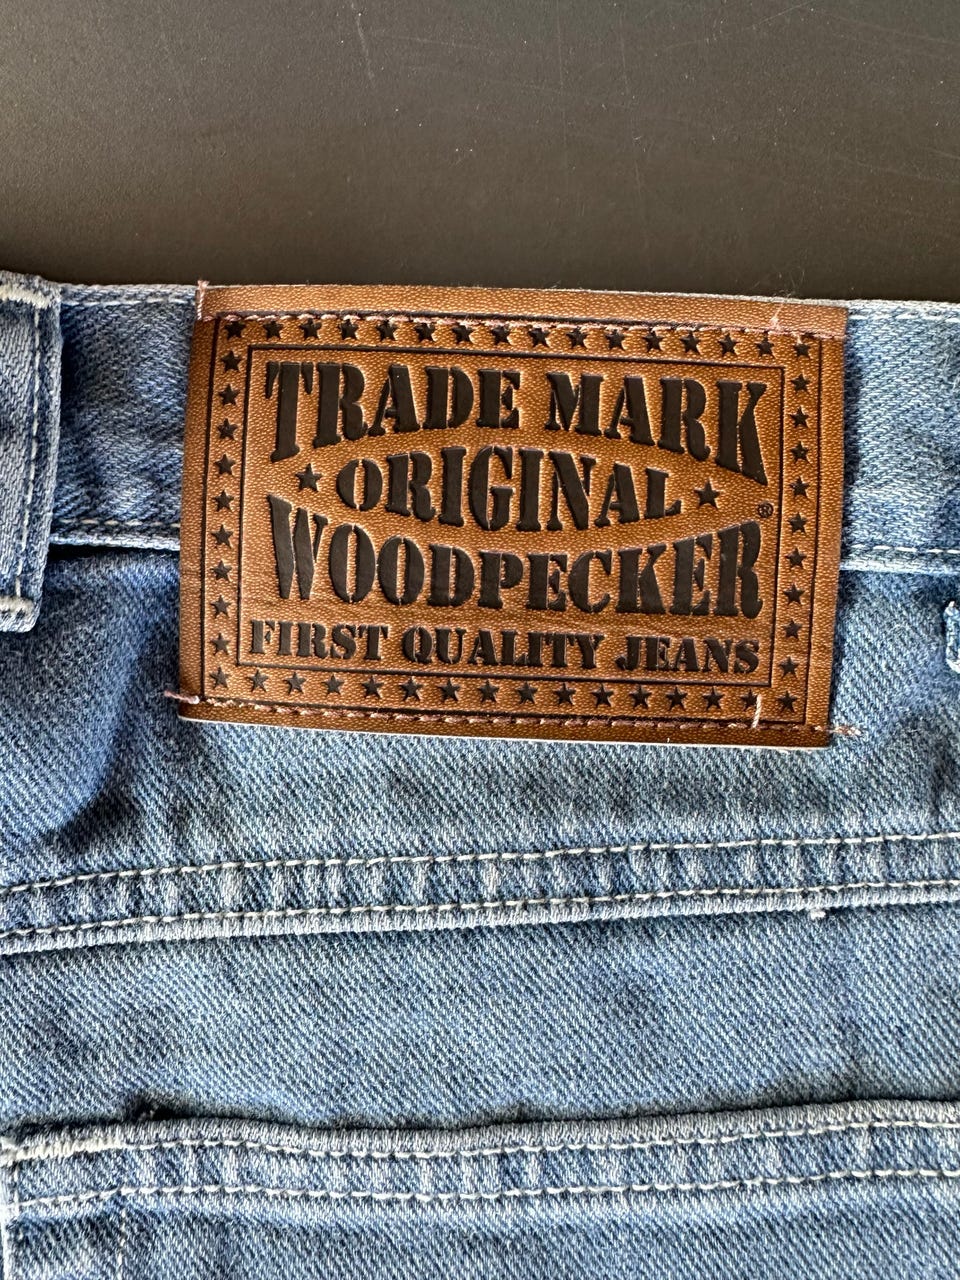 TRADE MARK
★ ORIGINAL ★
WOODPECKER®
FIRST QUALITY JEANS